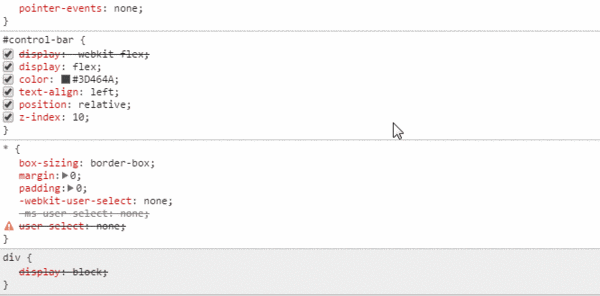 pointer-events: none;
}
#control-bar {
display: -webkit-flex;
display: flex;
color: #3D464A;
text-align: left;
position: relative;
z-index: 10;
}
* {
box-sizing: border-box;
margin: 0;
padding: 0;
-webkit-user-select: none;
-ms-user-select: none;
user-select: none;
}
div {
display: block;
}